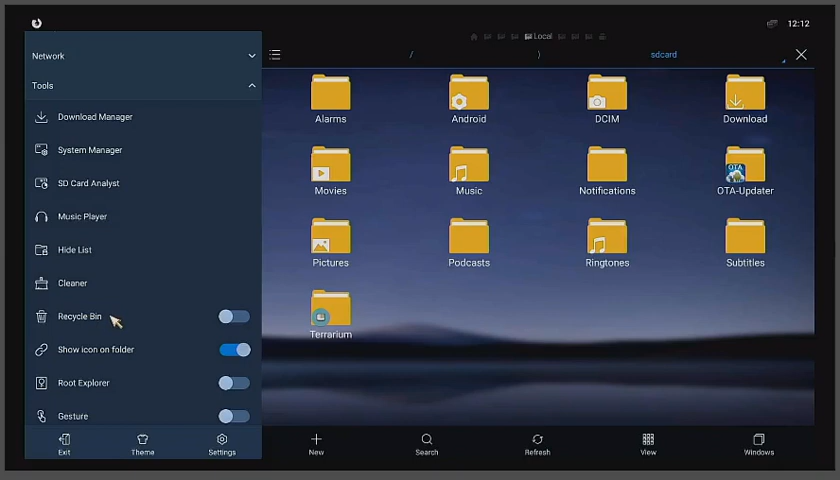 12:12
Local
Network
/
)
sdcard
Tools
Download Manager
System Manager
SD Card Analyst
Music Player
Hide List
Cleaner
Recycle Bin
Show icon on folder
Root Explorer
Gesture
Exit
Theme
Settings
Alarms
Android
DCIM
Download
Movies
Music
Notifications
OTA
OTA-Updater
Pictures
Podcasts
Ringtones
Subtitles
Terrarium
New
Search
Refresh
View
Windows